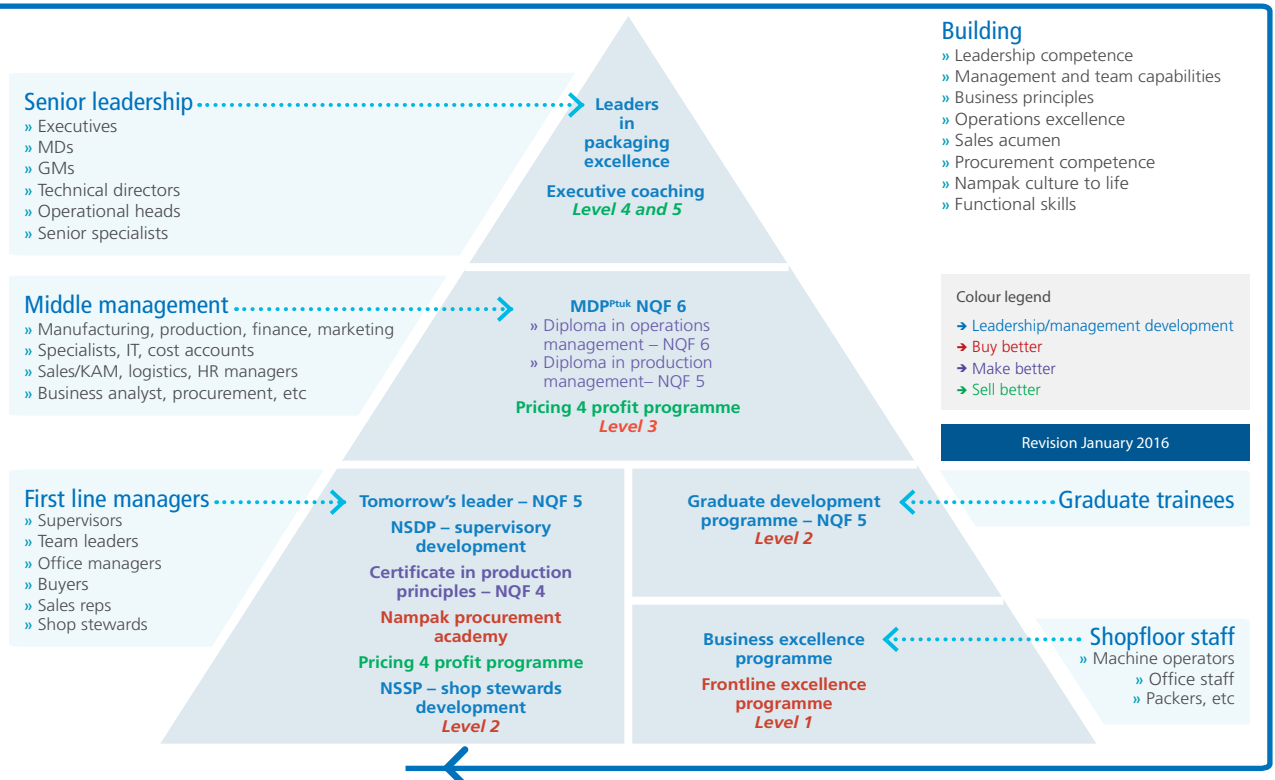 Senior leadership
» Executives
» MDs
» GMs
» Technical directors
» Operational heads
» Senior specialists
Leaders
in
packaging
excellence
Executive coaching
Level 4 and 5
Building
» Leadership competence
» Management and team capabilities
» Business principles
» Operations excellence
» Sales acumen
» Procurement competence
» Nampak culture to life
» Functional skills
Middle management
» Manufacturing, production, finance, marketing
» Specialists, IT, cost accounts
» Sales/KAM, logistics, HR managers
» Business analyst, procurement, etc
MDPPtuk NQF 6
» Diploma in operations
management – NQF 6
» Diploma in production
management– NQF 5
Pricing 4 profit programme
Level 3
Colour legend
➔ Leadership/management development
➔ Buy better
➔ Make better
➔ Sell better
Revision January 2016
First line managers
» Supervisors
» Team leaders
» Office managers
» Buyers
» Sales reps
» Shop stewards
Tomorrow's leader – NQF 5
NSDP – supervisory
development
Certificate in production
principles – NQF 4
Nampak procurement
academy
Pricing 4 profit programme
NSSP – shop stewards
development
Level 2
Graduate development
programme – NQF 5
Level 2
Graduate trainees
Business excellence
programme
Frontline excellence
programme
Level 1
Shopfloor staff
» Machine operators
» Office staff
» Packers, etc